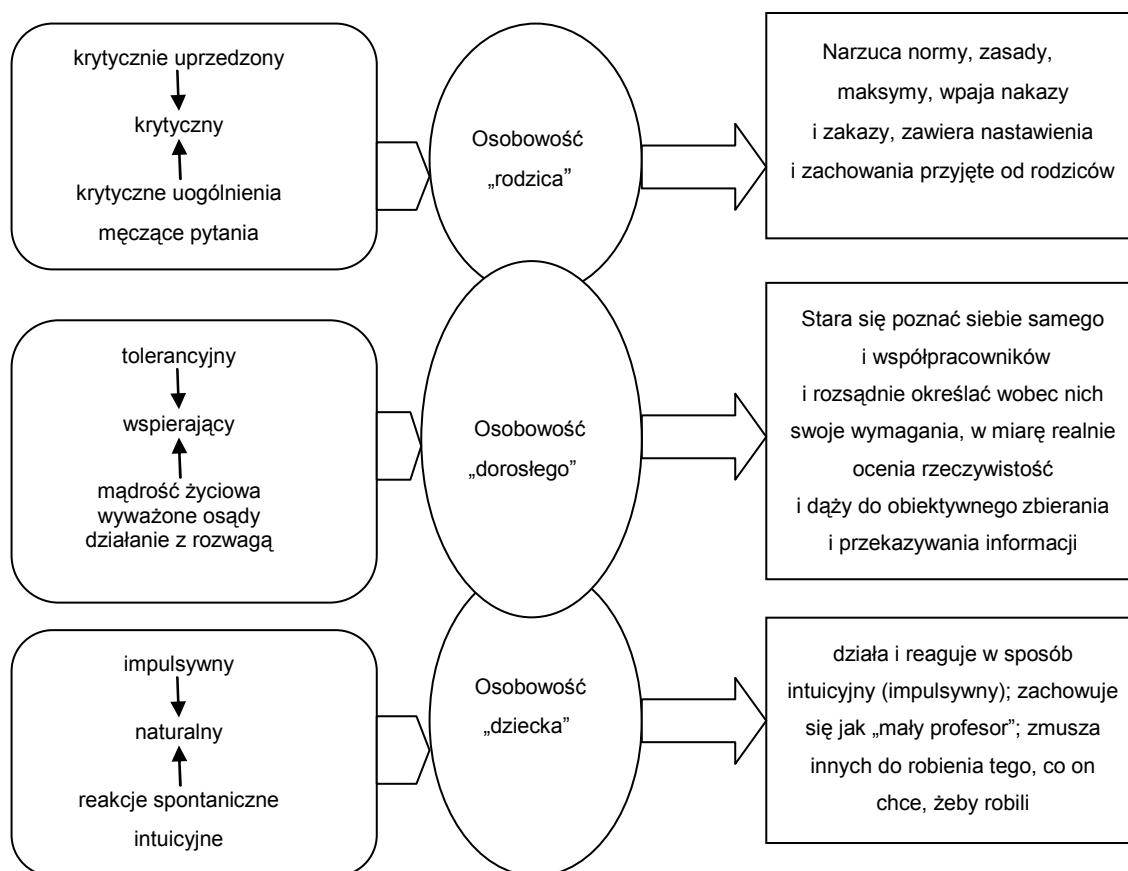 krytycznie uprzedzony
krytyczny
krytyczne uogólnienia
męczące pytania
Osobowość
„rodzica”
Narzuca normy, zasady,
maksymy, wpaja nakazy
i zakazy, zawiera nastawienia
i zachowania przyjęte od rodziców
tolerancyjny
wspierający
mądrość życiowa
wyważone osądy
działanie z rozwagą
Osobowość
„dorosłego”
Stara się poznać siebie samego
i współpracowników
i rozsądnie określać wobec nich
swoje wymagania, w miarę realnie
ocenia rzeczywistość
i dąży do obiektywnego zbierania
i przekazywania informacji
impulsywny
naturalny
reakcje spontaniczne
intuicyjne
Osobowość
„dziecka”
działa i reaguje w sposób
intuicyjny (impulsywny); zachowuje
się jak „mały profesor”; zmusza
innych do robienia tego, co on
chce, żeby robili